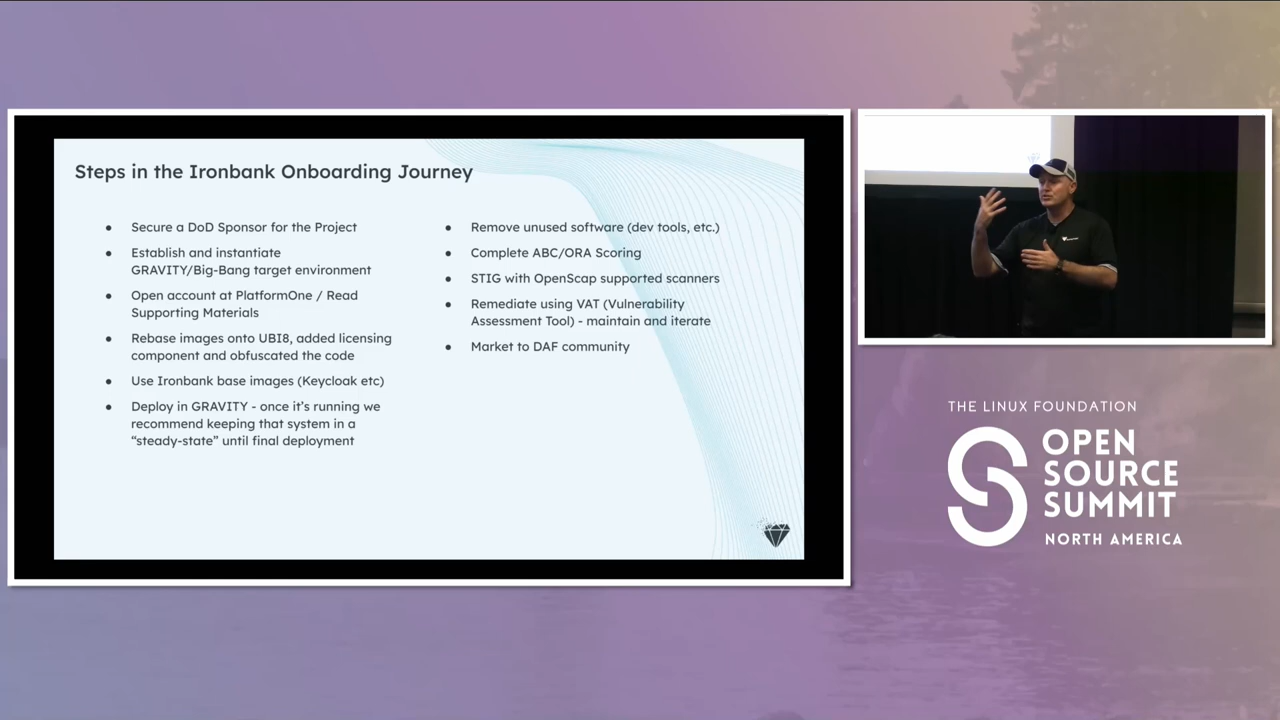 Steps in the Ironbank Onboarding Journey
● Secure a DoD Sponsor for the Project
● Establish and instantiate
GRAVITY/Big-Bang target environment
● Open account at PlatformOne / Read
Supporting Materials
● Rebase images onto UBI8, added licensing
component and obfuscated the code
● Use Ironbank base images (Keycloak etc)
● Deploy in GRAVITY - once it’s running we
recommend keeping that system in a
“steady-state” until final deployment
● Remove unused software (dev tools, etc.)
● Complete ABC/ORA Scoring
● STIG with OpenScap supported scanners
● Remediate using VAT (Vulnerability
Assessment Tool) - maintain and iterate
● Market to DAF community
THE LINUX FOUNDATION
OPEN
SOURCE
SUMMIT
NORTH AMERICA